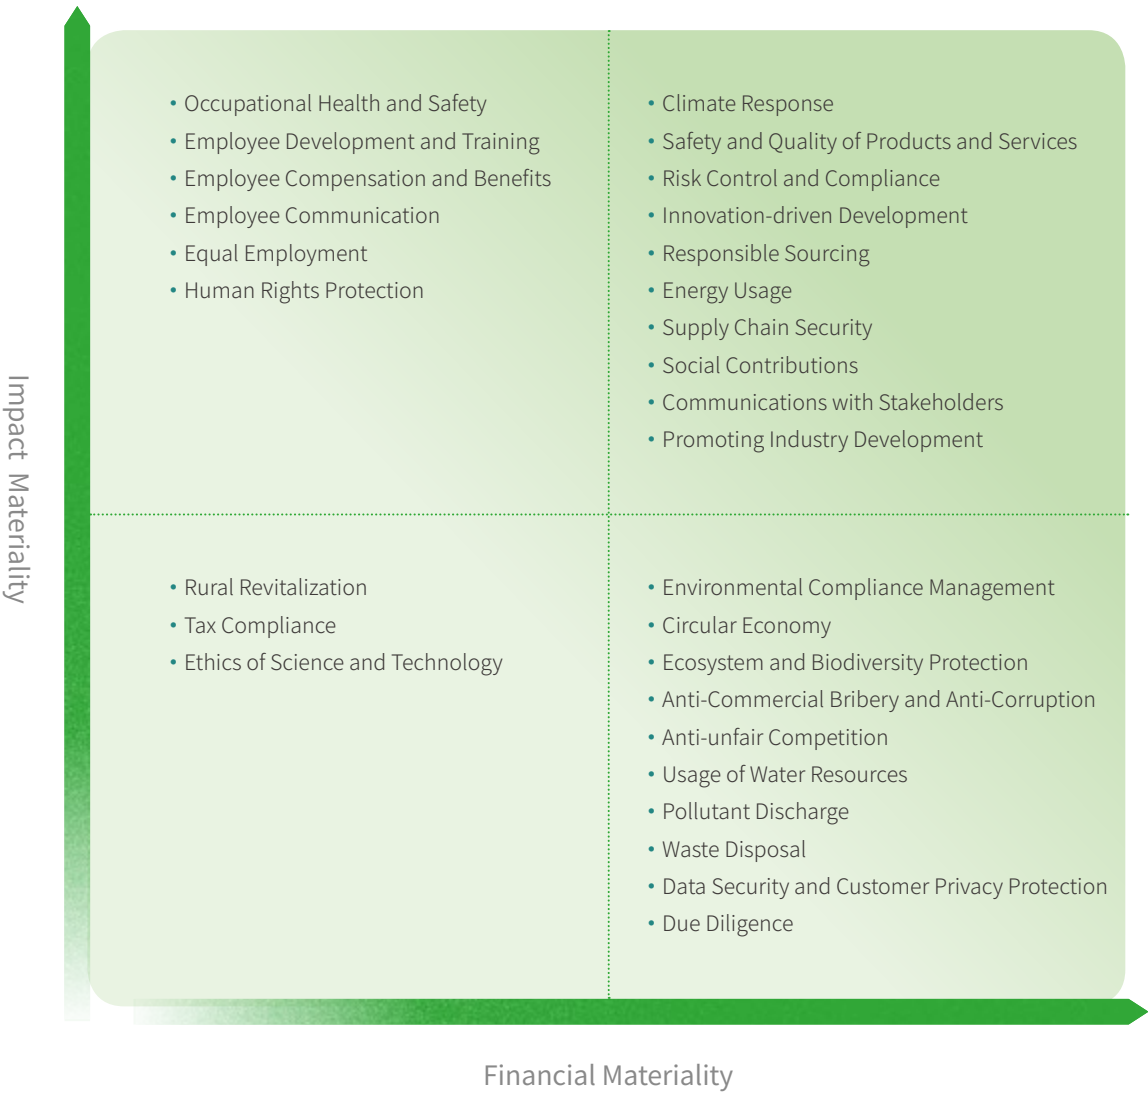 Impact Materiality
• Occupational Health and Safety
• Employee Development and Training
• Employee Compensation and Benefits
• Employee Communication
• Equal Employment
• Human Rights Protection
• Climate Response
• Safety and Quality of Products and Services
• Risk Control and Compliance
• Innovation-driven Development
• Responsible Sourcing
• Energy Usage
• Supply Chain Security
• Social Contributions
• Communications with Stakeholders
• Promoting Industry Development
• Rural Revitalization
• Tax Compliance
• Ethics of Science and Technology
• Environmental Compliance Management
• Circular Economy
• Ecosystem and Biodiversity Protection
• Anti-Commercial Bribery and Anti-Corruption
• Anti-unfair Competition
• Usage of Water Resources
• Pollutant Discharge
• Waste Disposal
• Data Security and Customer Privacy Protection
• Due Diligence
Financial Materiality